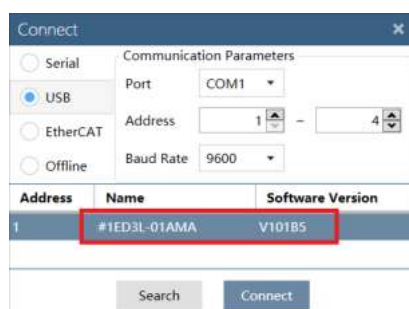 Connect
Serial
USB
EtherCAT
Offline
Communication Parameters
Port COM1
Address 1 – 4
Baud Rate 9600
Address Name Software Version
1 #1ED3L-01AMA V101B5
Search Connect